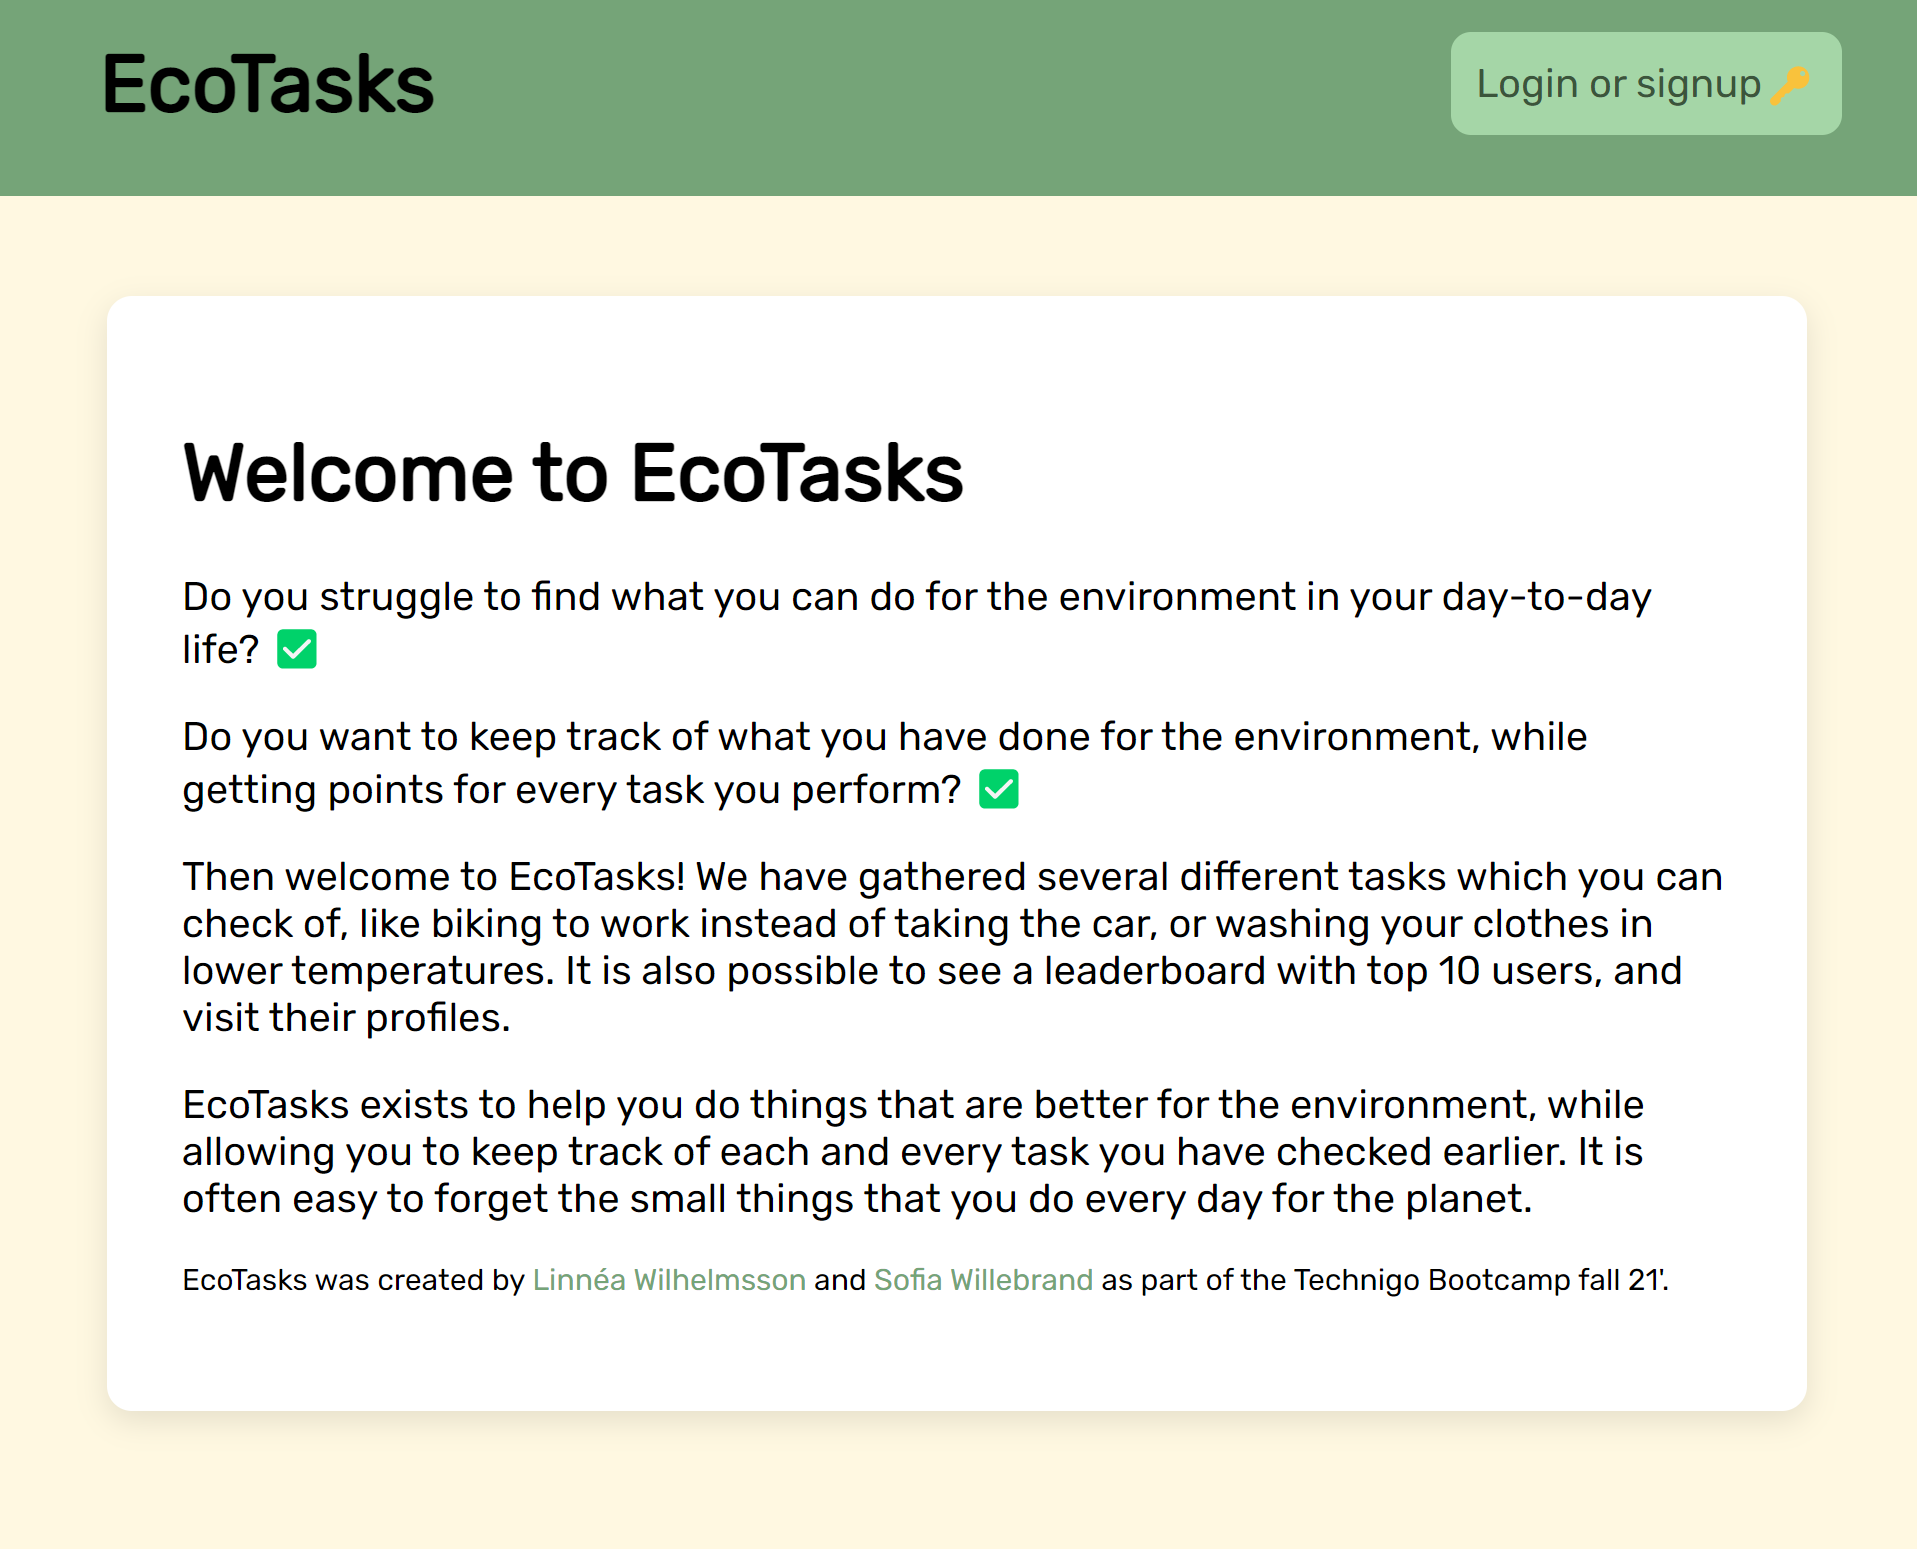 EcoTasks
Login or signup 🔑
Welcome to EcoTasks
Do you struggle to find what you can do for the environment in your day-to-day
life? ✅
Do you want to keep track of what you have done for the environment, while
getting points for every task you perform? ✅
Then welcome to EcoTasks! We have gathered several different tasks which you can
check of, like biking to work instead of taking the car, or washing your clothes in
lower temperatures. It is also possible to see a leaderboard with top 10 users, and
visit their profiles.
EcoTasks exists to help you do things that are better for the environment, while
allowing you to keep track of each and every task you have checked earlier. It is
often easy to forget the small things that you do every day for the planet.
EcoTasks was created by Linnéa Wilhelmsson and Sofia Willebrand as part of the Technigo Bootcamp fall 21'.